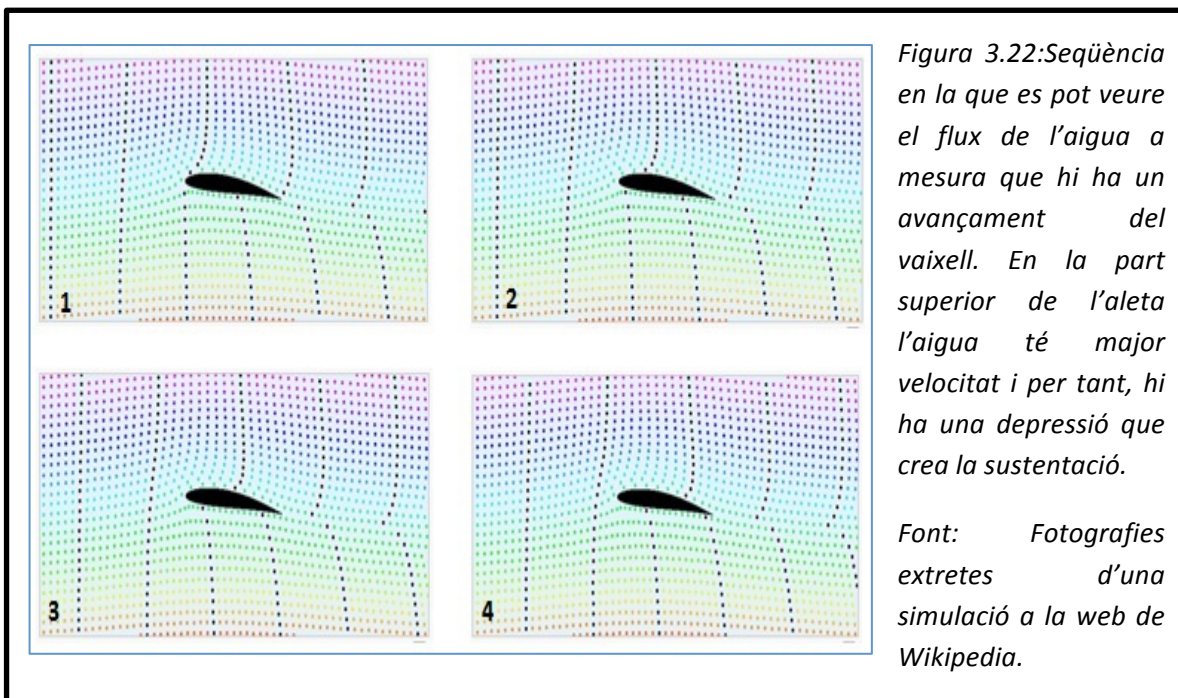 1
2
3
4
Figura 3.22:Seqüència
en la que es pot veure
el flux de l’aigua a
mesura que hi ha un
avançament del
vaixell. En la part
superior de l’aleta
l’aigua té major
velocitat i per tant, hi
ha una depressió que
crea la sustentació.
Font: Fotografies
extretes d’una
simulació a la web de
Wikipedia.